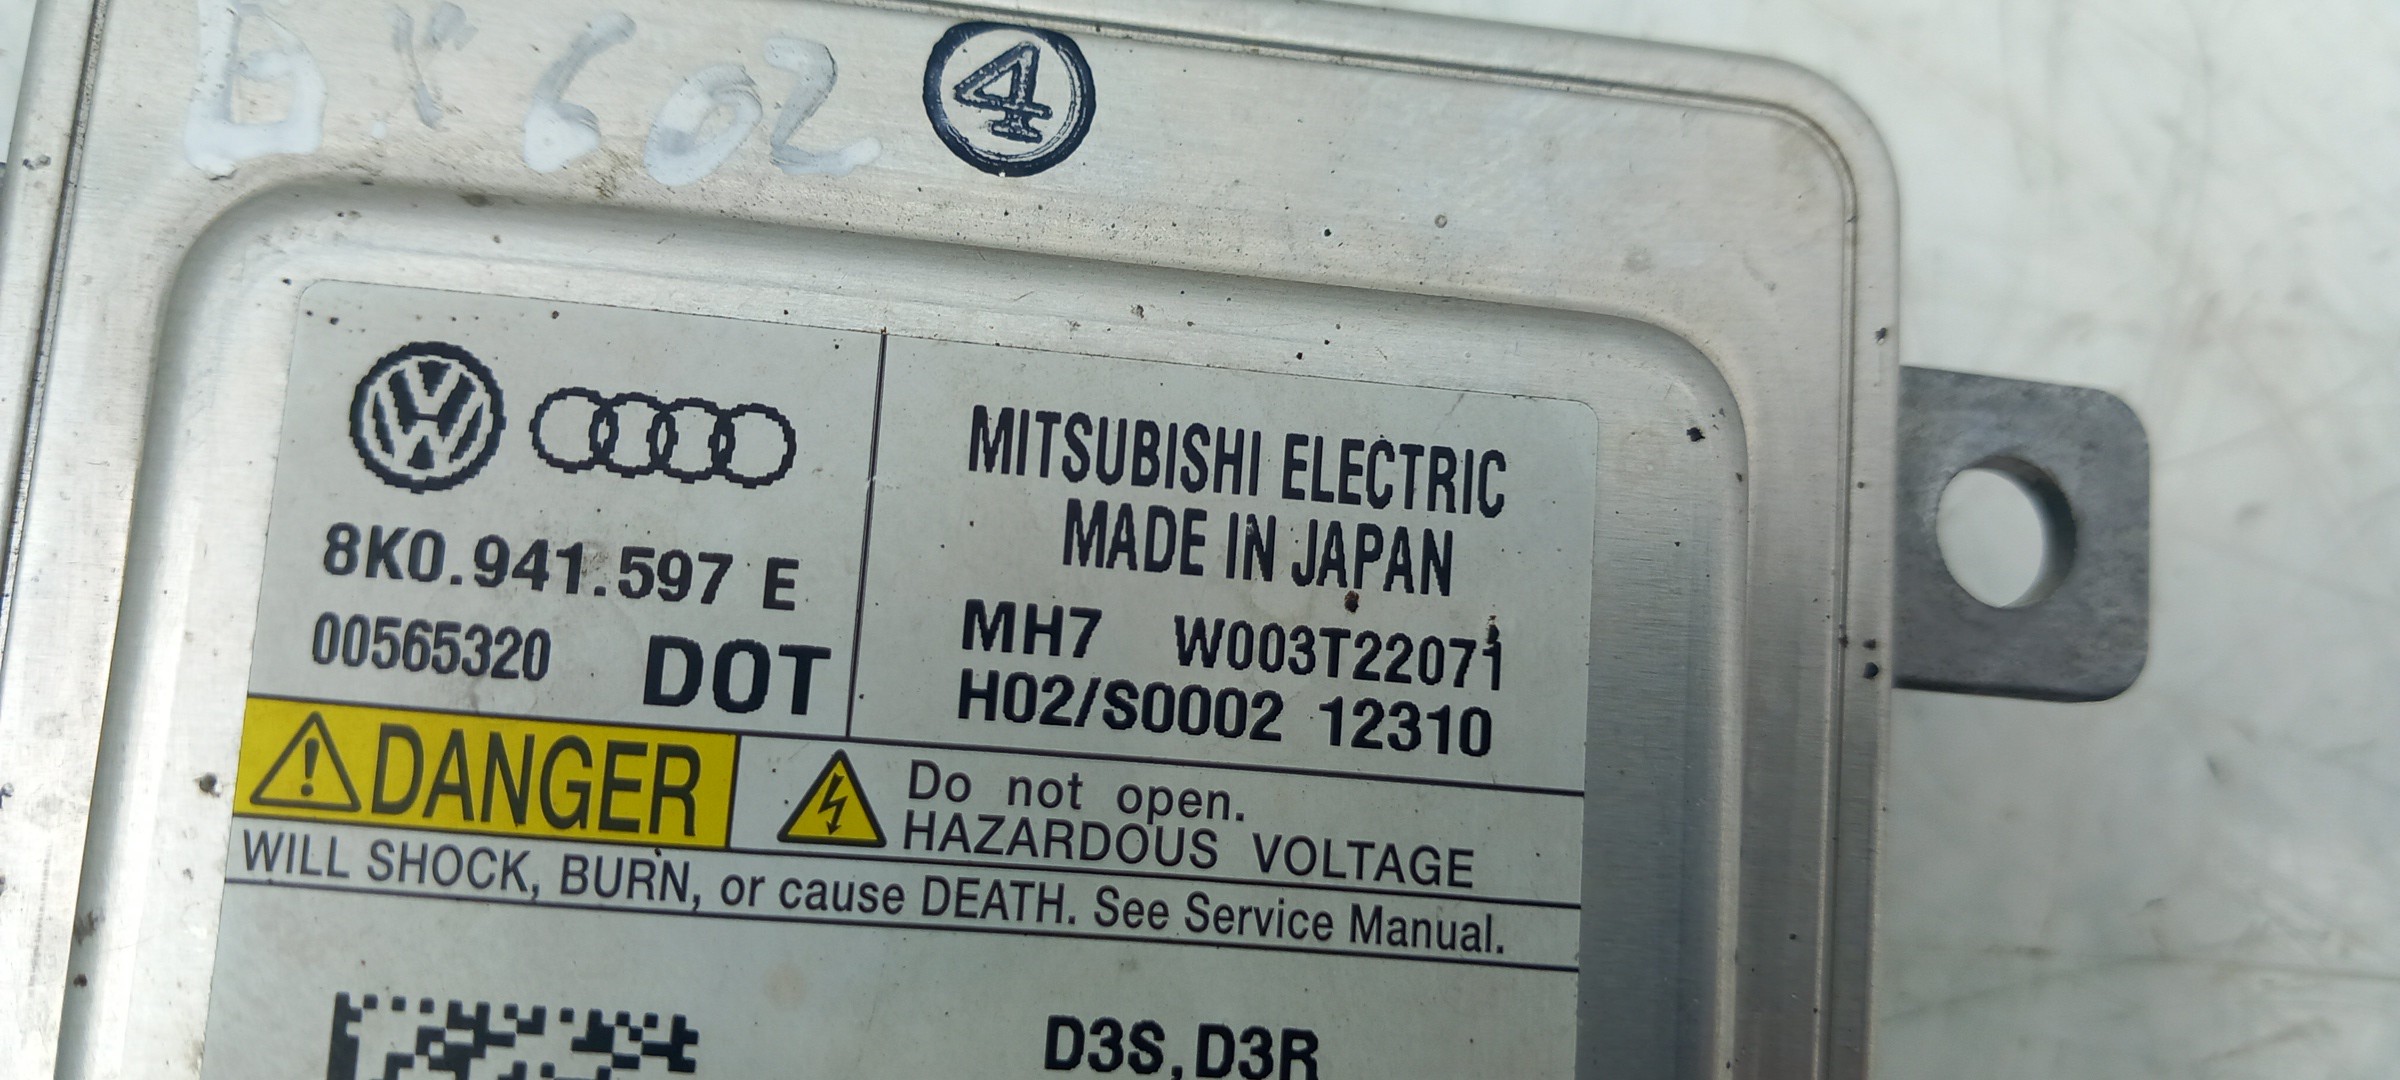 602
4
8K0.941.597 E
00565320 DOT
MITSUBISHI ELECTRIC
MADE IN JAPAN
MH7 W003T22071
H02/S0002 12310
DANGER
Do not open.
HAZARDOUS VOLTAGE
WILL SHOCK, BURN, or cause DEATH. See Service Manual.
D3S,D3R